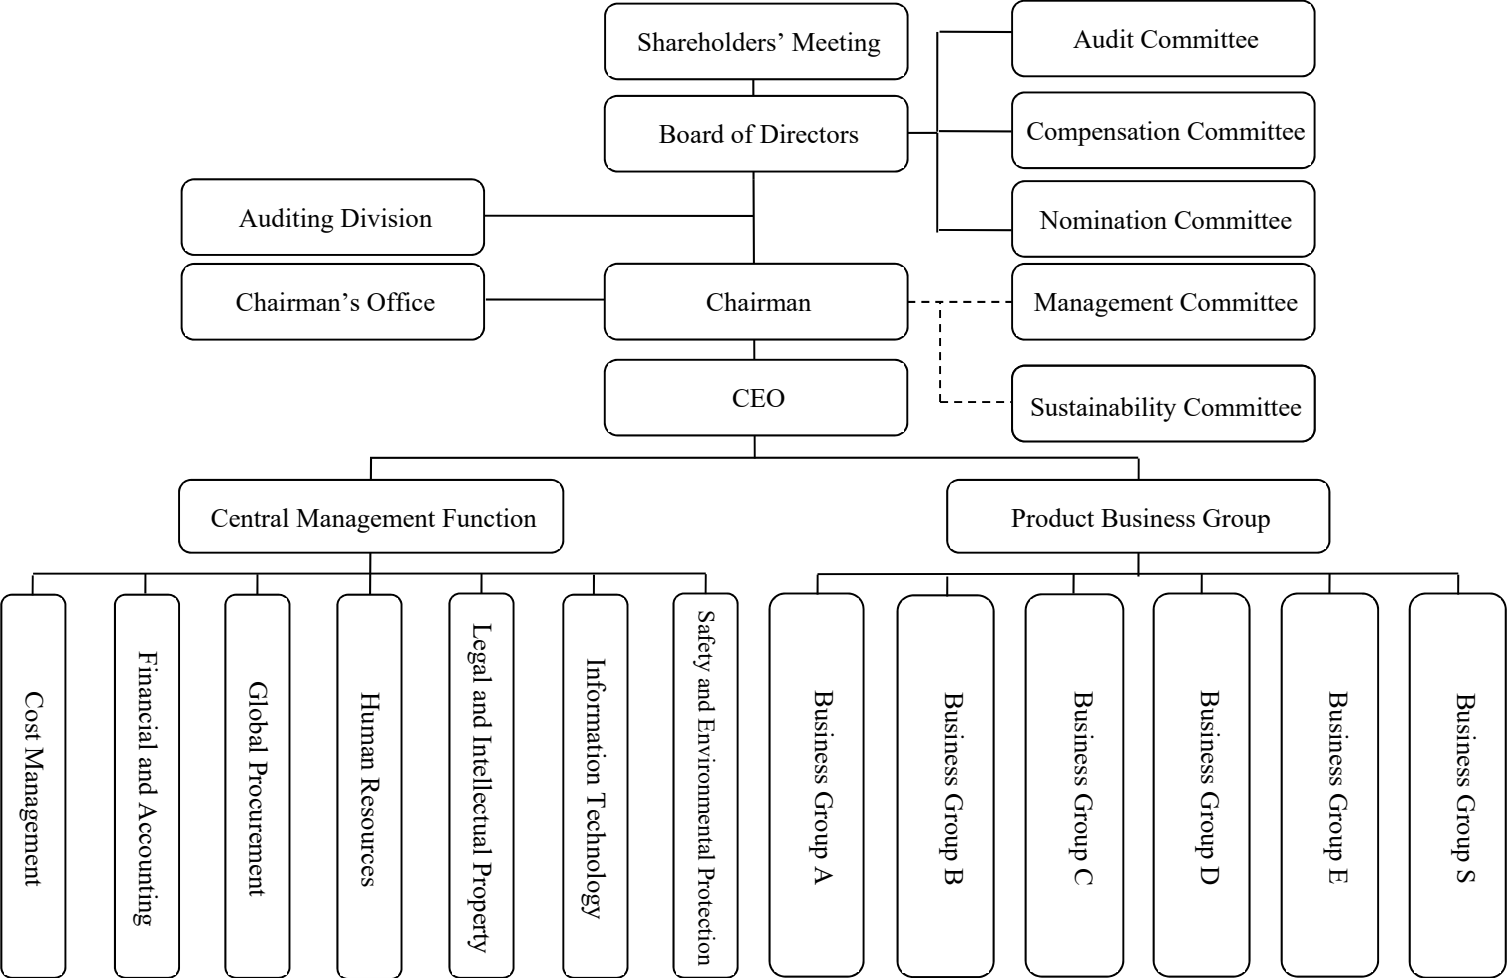 Shareholders’ Meeting
Audit Committee
Board of Directors
Compensation Committee
Auditing Division
Nomination Committee
Chairman’s Office
Chairman
Management Committee
CEO
Sustainability Committee
Central Management Function
Product Business Group
Cost Management
Financial and Accounting
Global Procurement
Human Resources
Legal and Intellectual Property
Information Technology
Safety and Environmental Protection
Business Group A
Business Group B
Business Group C
Business Group D
Business Group E
Business Group S